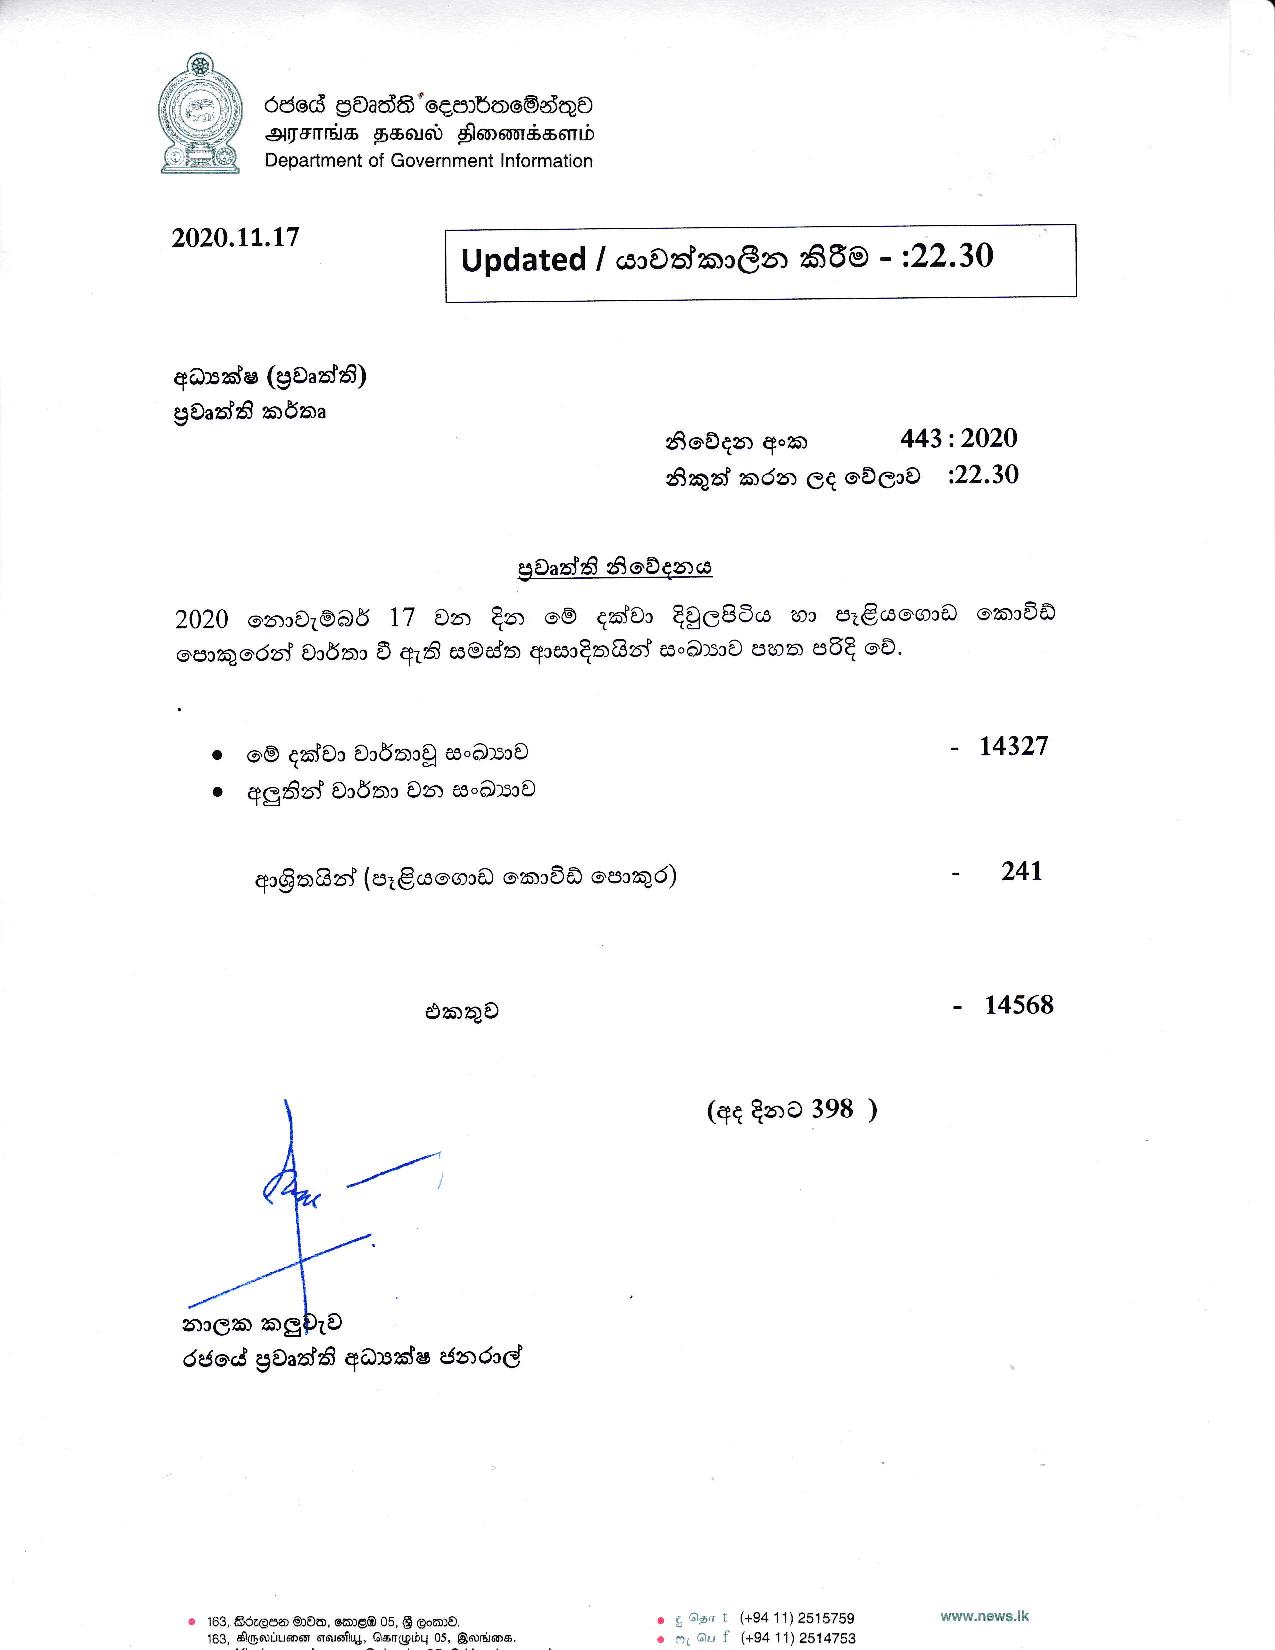 රජයේ ප්‍රවෘත්ති දෙපාර්තමේන්තුව
அரசாங்க தகவல் திணைக்களம்
Department of Government Information
2020.11.17
Updated / යාවත්කාලීන කිරීම - :22.30
අධ්‍යක්ෂ (ප්‍රවෘත්ති)
ප්‍රවෘත්ති කර්තෘ
නිවේදන අංක 443 : 2020
නිකුත් කරන ලද වේලාව :22.30
ප්‍රවෘත්ති නිවේදනය
2020 නොවැම්බර් 17 වන දින මේ දක්වා දිවුලපිටිය හා පෑළියගොඩ කොවිඩ්
පොකුරෙන් වාර්තා වී ඇති සමස්ත ආසාදිතයින් සංඛ්‍යාව පහත පරිදි වේ.
.
• මේ දක්වා වාර්තාවූ සංඛ්‍යාව - 14327
• අලුතින් වාර්තා වන සංඛ්‍යාව
ආශ්‍රිතයින් (පෑළියගොඩ කොවිඩ් පොකුර) - 241
එකතුව - 14568
(අද දිනට 398 )
නාලක කලුවැව
රජයේ ප්‍රවෘත්ති අධ්‍යක්ෂ ජනරාල්
• 163, කිරුලපන මාවත, කොළඹ 05, ශ්‍රී ලංකාව.
163, கிருலப்பனை எவனியூ, கொழும்பு 05, இலங்கை.
• දු தொ t (+94 11) 2515759
• ෆැ பெ f (+94 11) 2514753
www.news.lk